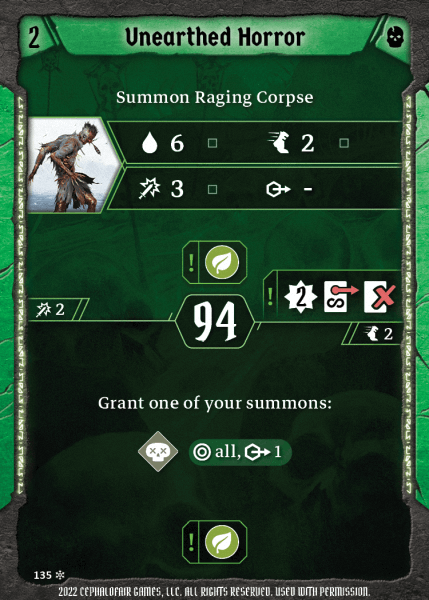 2 Unearthed Horror
Summon Raging Corpse
6 2
3 -
!
! 2
2 94
2
Grant one of your summons:
all, 1
!
135
2022 CEPHALOFAIR GAMES, LLC. ALL RIGHTS RESERVED. USED WITH PERMISSION.